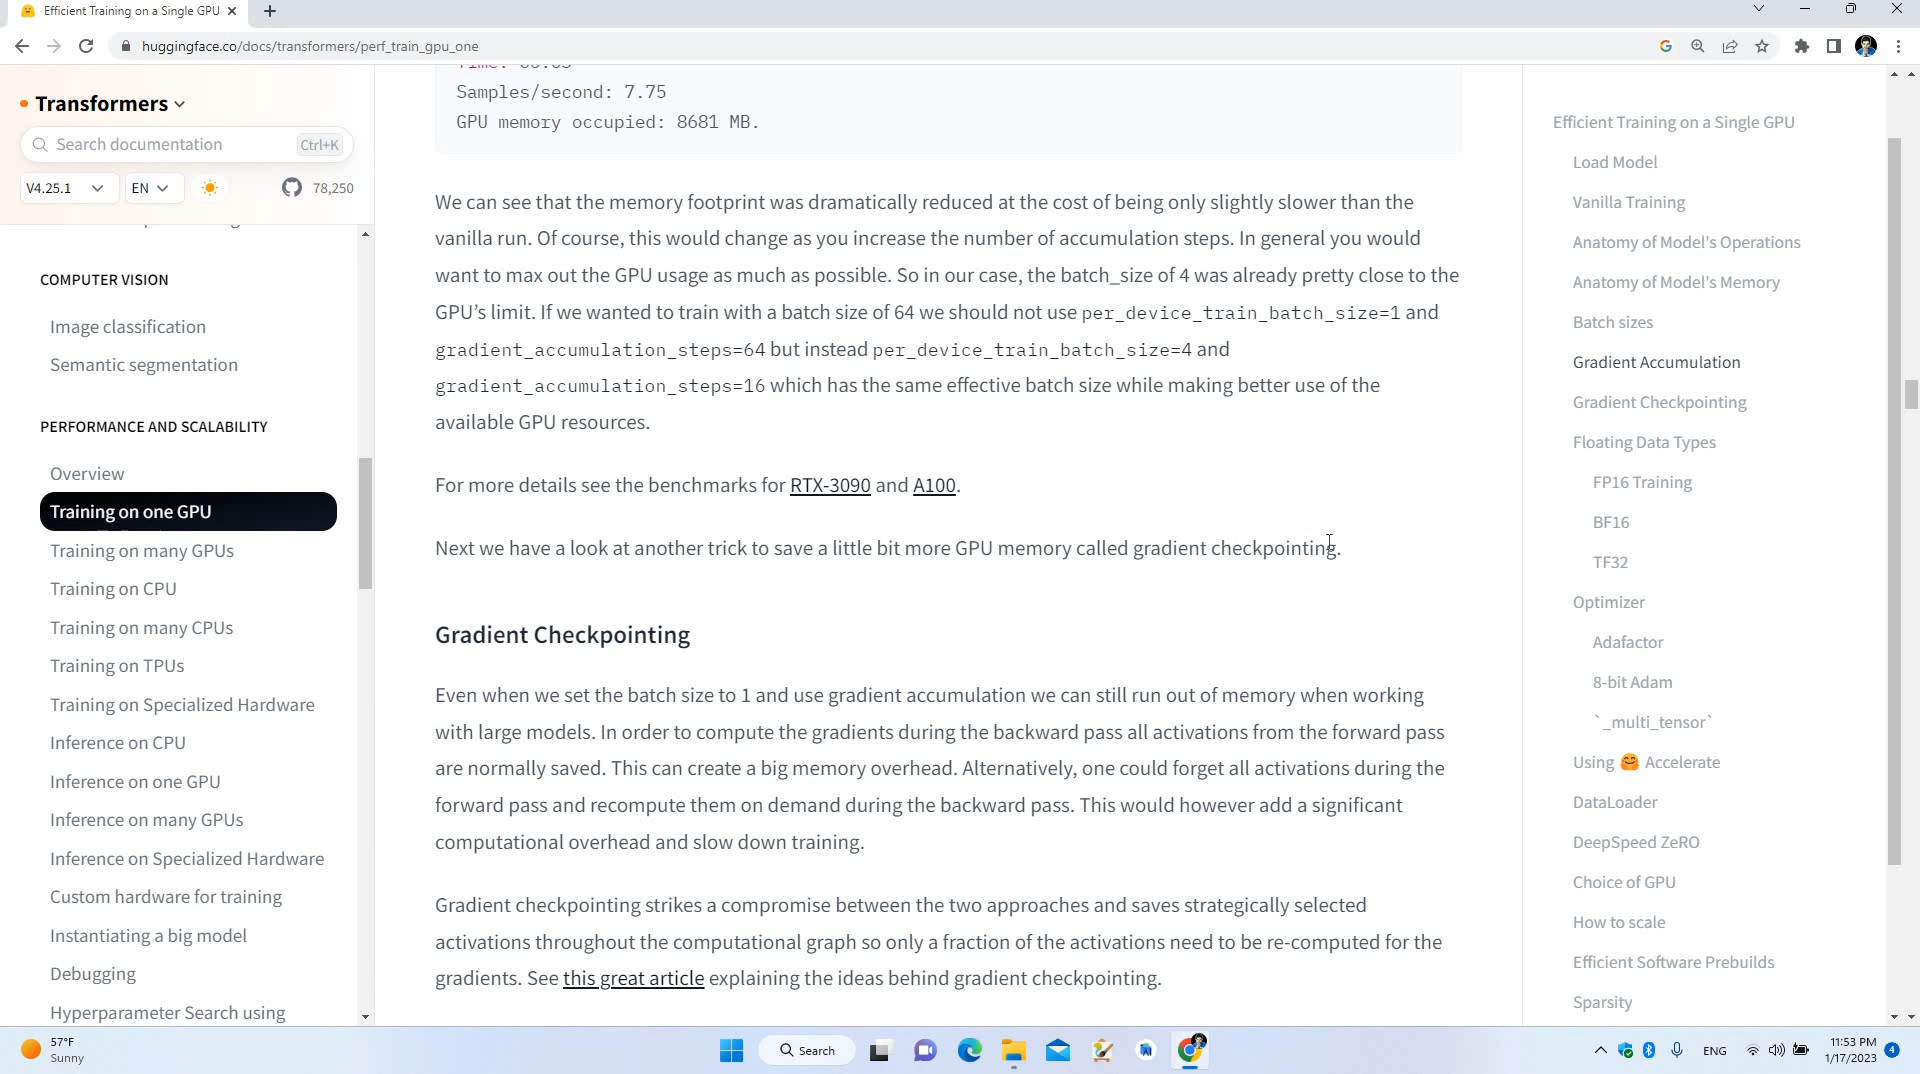 Efficient Training on a Single GPU
huggingface.co/docs/transformers/perf_train_gpu_one
Transformers
Search documentation
Ctrl+K
V4.25.1
EN
78,250
COMPUTER VISION
Image classification
Semantic segmentation
PERFORMANCE AND SCALABILITY
Overview
Training on one GPU
Training on many GPUs
Training on CPU
Training on many CPUs
Training on TPUs
Training on Specialized Hardware
Inference on CPU
Inference on one GPU
Inference on many GPUs
Inference on Specialized Hardware
Custom hardware for training
Instantiating a big model
Debugging
Hyperparameter Search using
Samples/second: 7.75
GPU memory occupied: 8681 MB.
We can see that the memory footprint was dramatically reduced at the cost of being only slightly slower than the
vanilla run. Of course, this would change as you increase the number of accumulation steps. In general you would
want to max out the GPU usage as much as possible. So in our case, the batch_size of 4 was already pretty close to the
GPU’s limit. If we wanted to train with a batch size of 64 we should not use per_device_train_batch_size=1 and
gradient_accumulation_steps=64 but instead per_device_train_batch_size=4 and
gradient_accumulation_steps=16 which has the same effective batch size while making better use of the
available GPU resources.
For more details see the benchmarks for RTX-3090 and A100.
Next we have a look at another trick to save a little bit more GPU memory called gradient checkpointing.
Gradient Checkpointing
Even when we set the batch size to 1 and use gradient accumulation we can still run out of memory when working
with large models. In order to compute the gradients during the backward pass all activations from the forward pass
are normally saved. This can create a big memory overhead. Alternatively, one could forget all activations during the
forward pass and recompute them on demand during the backward pass. This would however add a significant
computational overhead and slow down training.
Gradient checkpointing strikes a compromise between the two approaches and saves strategically selected
activations throughout the computational graph so only a fraction of the activations need to be re-computed for the
gradients. See this great article explaining the ideas behind gradient checkpointing.
Efficient Training on a Single GPU
Load Model
Vanilla Training
Anatomy of Model's Operations
Anatomy of Model's Memory
Batch sizes
Gradient Accumulation
Gradient Checkpointing
Floating Data Types
FP16 Training
BF16
TF32
Optimizer
Adafactor
8-bit Adam
`_multi_tensor`
Using 🤗 Accelerate
DataLoader
DeepSpeed ZeRO
Choice of GPU
How to scale
Efficient Software Prebuilds
Sparsity
57°F
Sunny
Search
ENG
11:53 PM
1/17/2023
4